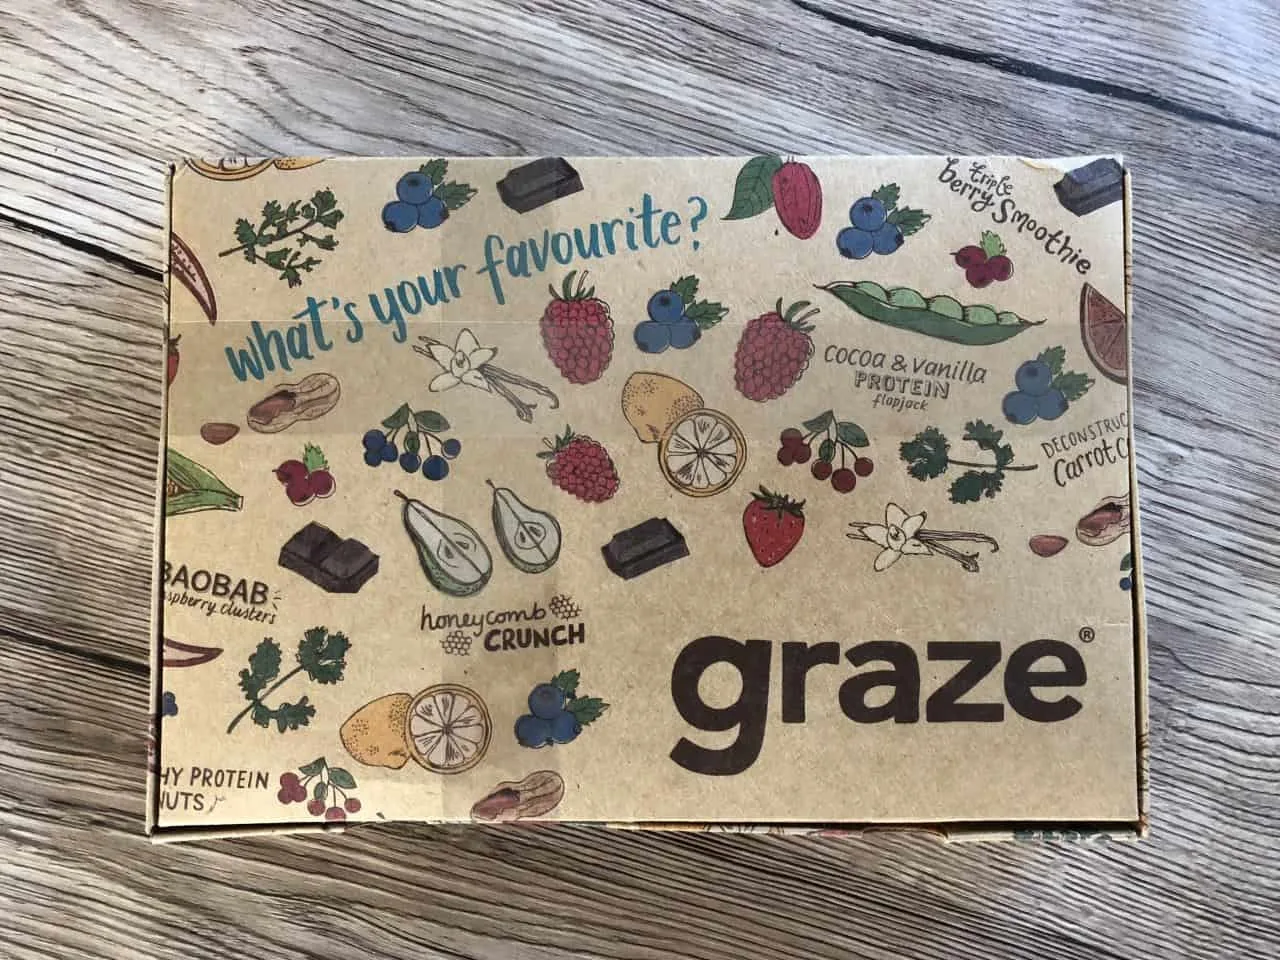 triple
berry Smoothie
what's your favourite?
cocoa & vanilla
PROTEIN
flapjack
DECONSTRUC
Carrot C
BAOBAB
spberry clusters
honeycomb
CRUNCH
graze®
HY PROTEIN
NUTS